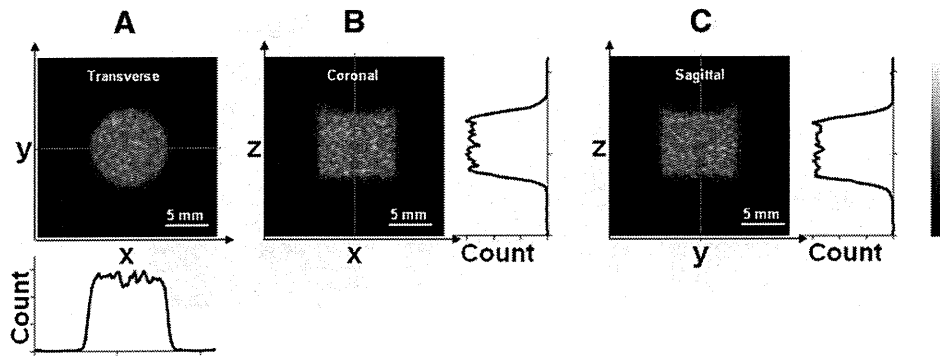 A
B
C
Transverse
Coronal
Sagittal
y
z
z
5 mm
5 mm
5 mm
x
x
Count
y
Count
Count